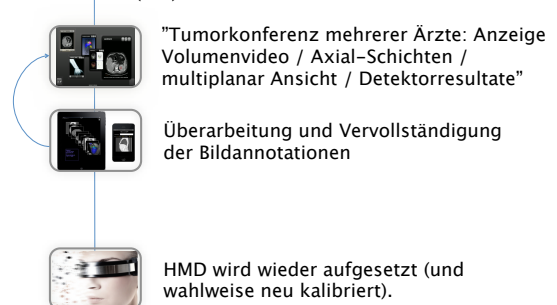 ”Tumorkonferenz mehrerer Ärzte: Anzeige
Volumenvideo / Axial-Schichten /
multiplanar Ansicht / Detektorresultate”
Überarbeitung und Vervollständigung
der Bildannotationen
HMD wird wieder aufgesetzt (und
wahlweise neu kalibriert).